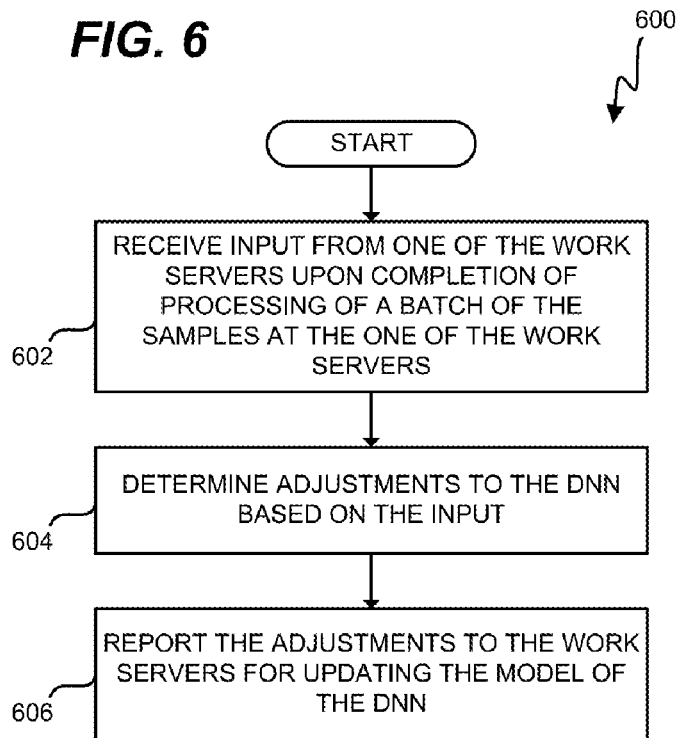 FIG. 6
600
START
RECEIVE INPUT FROM ONE OF THE WORK
SERVERS UPON COMPLETION OF
PROCESSING OF A BATCH OF THE
SAMPLES AT THE ONE OF THE WORK
SERVERS
602
DETERMINE ADJUSTMENTS TO THE DNN
BASED ON THE INPUT
604
REPORT THE ADJUSTMENTS TO THE WORK
SERVERS FOR UPDATING THE MODEL OF
THE DNN
606